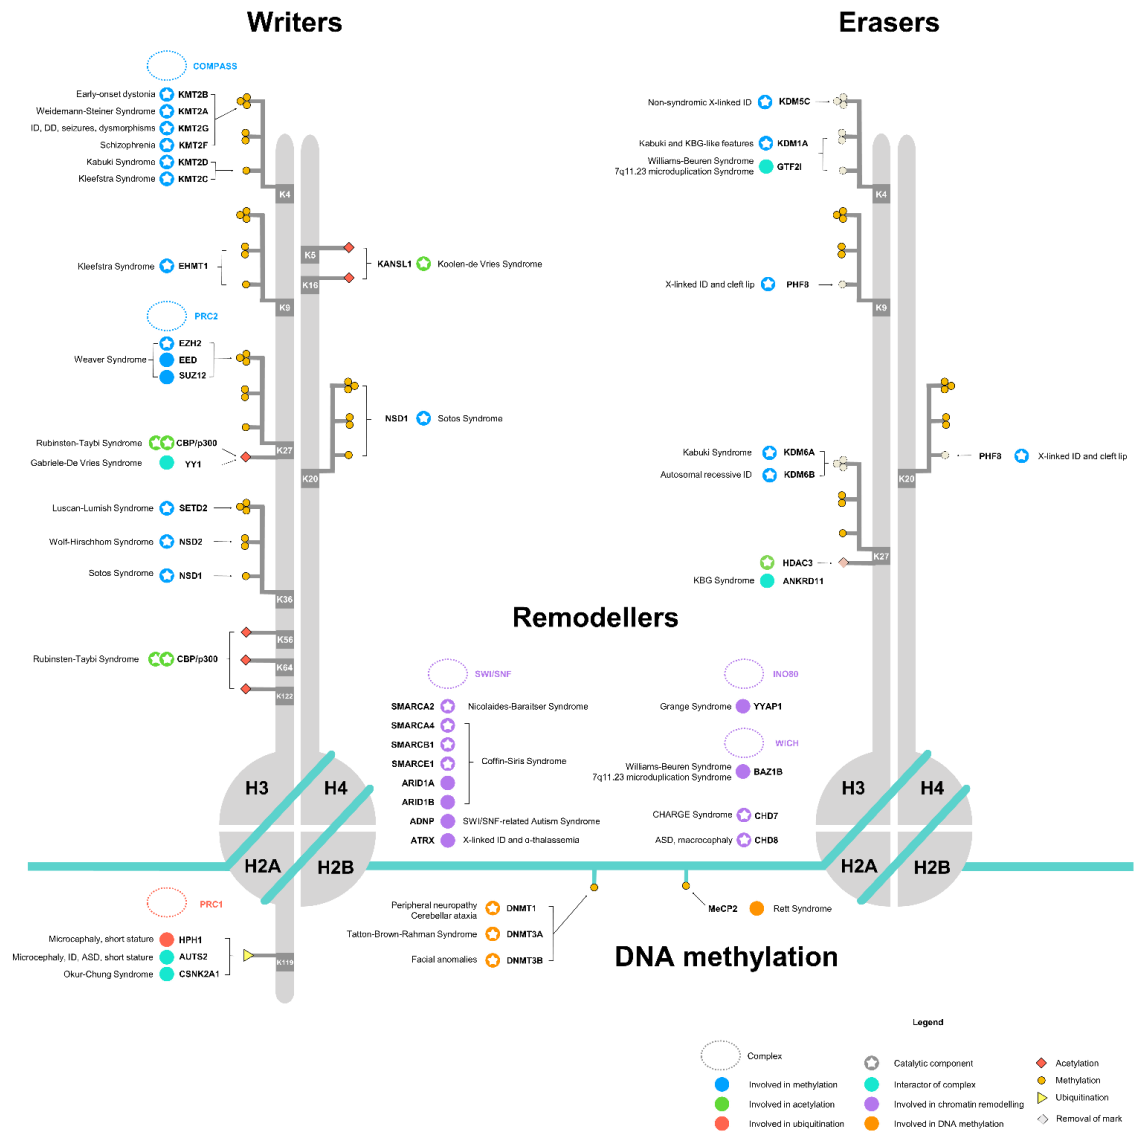 Writers
Erasers
COMPASS
Early-onset dystonia KMT2B
Weidemann-Steiner Syndrome KMT2A
ID, DD, seizures, dysmorphisms KMT2G
Schizophrenia KMT2F
Kabuki Syndrome KMT2D
Kleefstra Syndrome KMT2C
K4
Kleefstra Syndrome EHMT1
K9
K5
K16
KANSL1 Koolen-de Vries Syndrome
PRC2
EZH2
Weaver Syndrome EED
SUZ12
NSD1 Sotos Syndrome
Rubinsten-Taybi Syndrome CBP/p300
Gabriele-De Vries Syndrome YY1
K27
K20
Luscan-Lumish Syndrome SETD2
Wolf-Hirschhorn Syndrome NSD2
Sotos Syndrome NSD1
K36
K56
Rubinsten-Taybi Syndrome CBP/p300
K64
K122
H3
H4
H2A
H2B
PRC1
Microcephaly, short stature HPH1
Microcephaly, ID, ASD, short stature AUTS2
Okur-Chung Syndrome CSNK2A1
K119
Non-syndromic X-linked ID KDM5C
Kabuki and KBG-like features KDM1A
Williams-Beuren Syndrome
7q11.23 microduplication Syndrome GTF2I
K4
X-linked ID and cleft lip PHF8
K9
Kabuki Syndrome KDM6A
Autosomal recessive ID KDM6B
PHF8 X-linked ID and cleft lip
K20
K27
HDAC3
KBG Syndrome ANKRD11
H3
H4
H2A
H2B
Remodellers
SWI/SNF
SMARCA2 Nicolaides-Baraitser Syndrome
SMARCA4
SMARCB1
SMARCE1
Coffin-Siris Syndrome
ARID1A
ARID1B
ADNP SWI/SNF-related Autism Syndrome
ATRX X-linked ID and α-thalassemia
INO80
Grange Syndrome YYAP1
WICH
Williams-Beuren Syndrome
7q11.23 microduplication Syndrome BAZ1B
CHARGE Syndrome CHD7
ASD, macrocephaly CHD8
Peripheral neuropathy
Cerebellar ataxia DNMT1
Tatton-Brown-Rahman Syndrome DNMT3A
Facial anomalies DNMT3B
MeCP2 Rett Syndrome
DNA methylation
Legend
Complex
Involved in methylation
Involved in acetylation
Involved in ubiquitination
Catalytic component
Interactor of complex
Involved in chromatin remodelling
Involved in DNA methylation
Acetylation
Methylation
Ubiquitination
Removal of mark